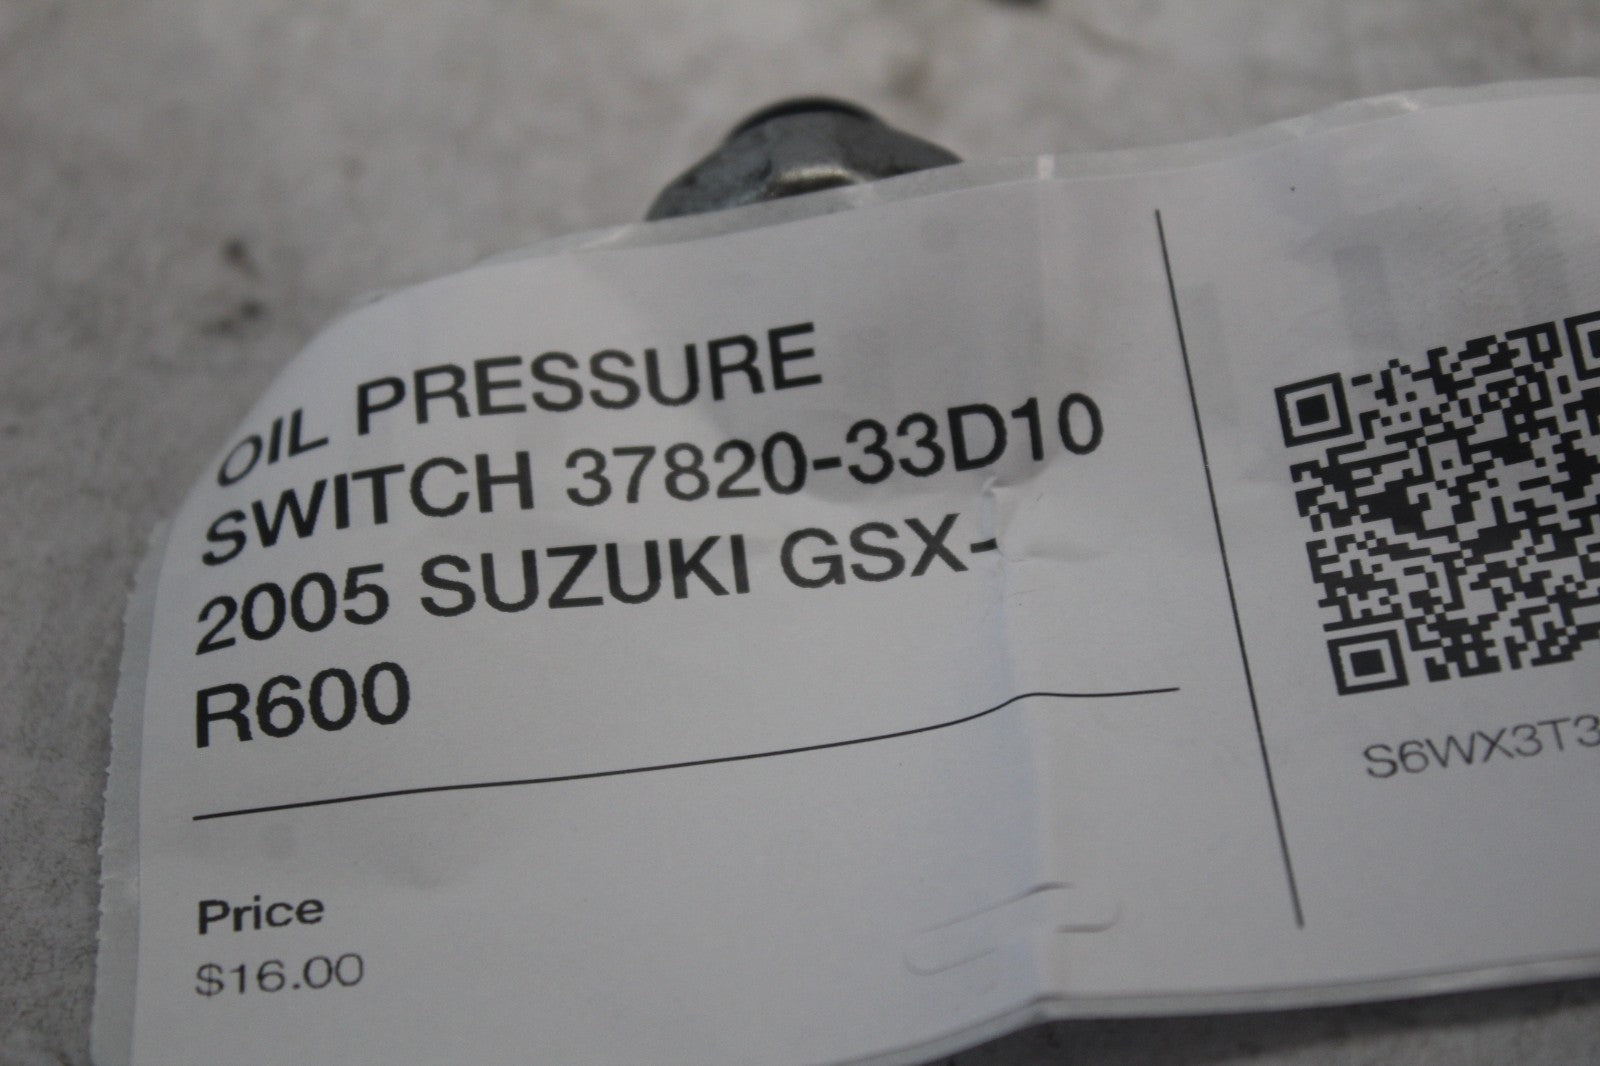 OIL PRESSURE
SWITCH 37820-33D10
2005 SUZUKI GSX-
R600
Price
$16.00
S6WX3T3